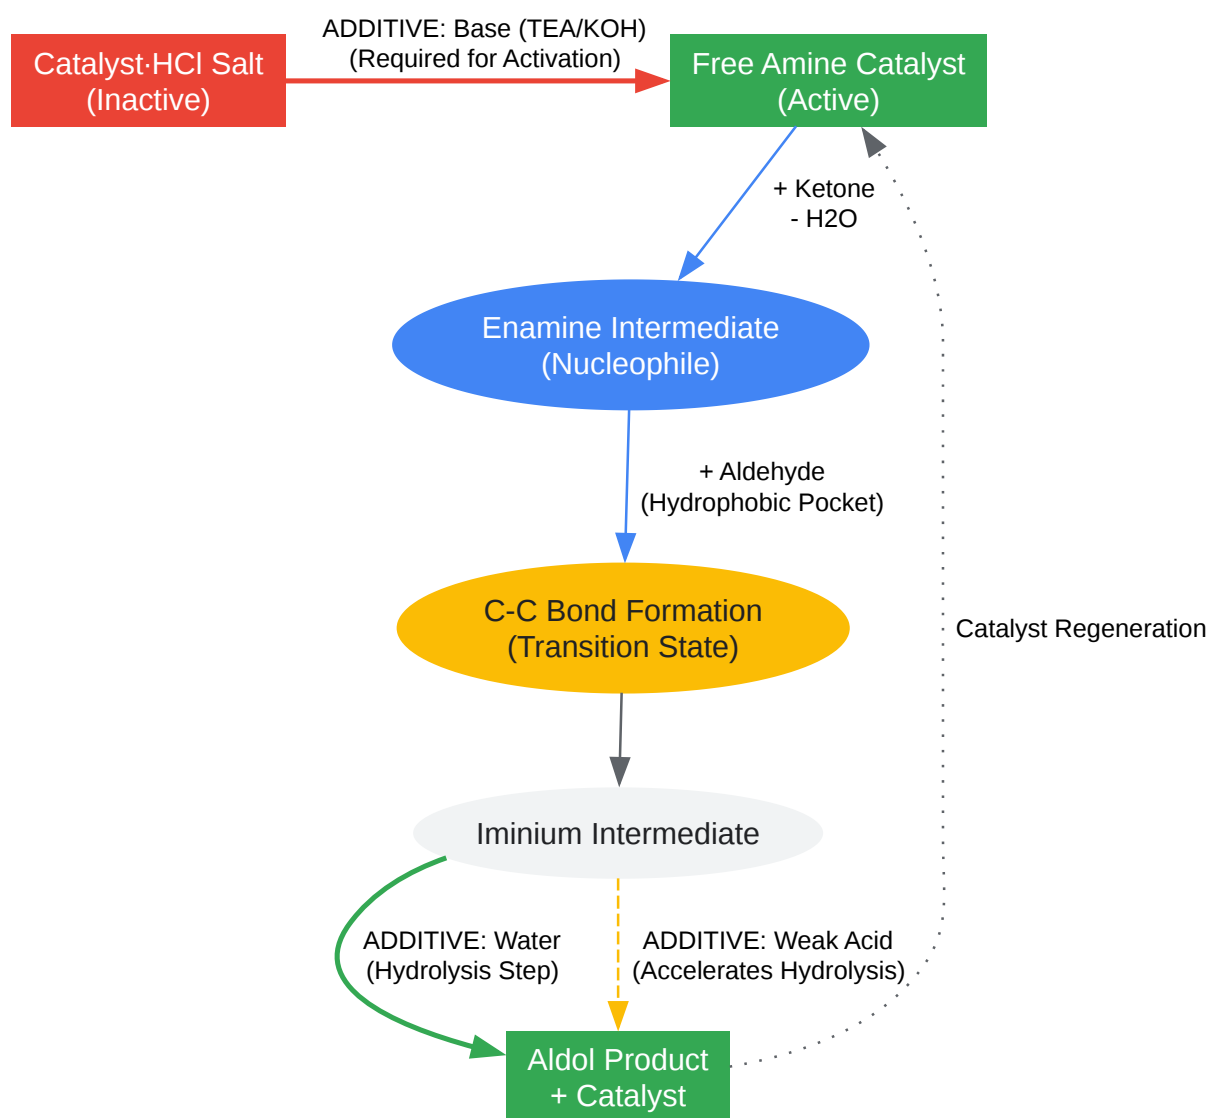 ADDITIVE: Base (TEA/KOH)
(Required for Activation)
Catalyst·HCl Salt
(Inactive)
Free Amine Catalyst
(Active)
+ Ketone
- H2O
Enamine Intermediate
(Nucleophile)
+ Aldehyde
(Hydrophobic Pocket)
C-C Bond Formation
(Transition State)
Catalyst Regeneration
Iminium Intermediate
ADDITIVE: Water
(Hydrolysis Step)
ADDITIVE: Weak Acid
(Accelerates Hydrolysis)
Aldol Product
+ Catalyst